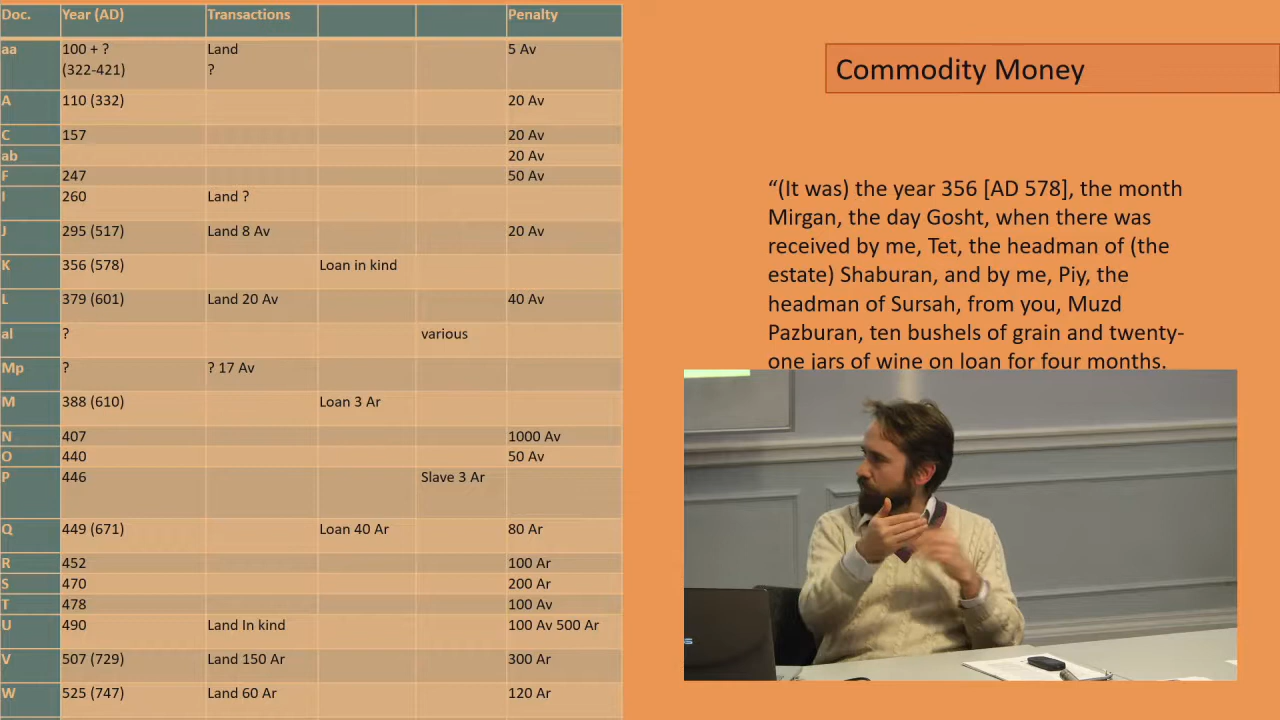 Doc. Year (AD) Transactions Penalty
aa 100 + ? Land 5 Av
(322-421) ?
A 110 (332) 20 Av
C 157 20 Av
ab 20 Av
F 247 50 Av
I 260 Land ?
J 295 (517) Land 8 Av 20 Av
K 356 (578) Loan in kind
L 379 (601) Land 20 Av 40 Av
al ? various
Mp ? ? 17 Av
M 388 (610) Loan 3 Ar
N 407 1000 Av
O 440 50 Av
P 446 Slave 3 Ar
Q 449 (671) Loan 40 Ar 80 Ar
R 452 100 Ar
S 470 200 Ar
T 478 100 Av
U 490 Land In kind 100 Av 500 Ar
V 507 (729) Land 150 Ar 300 Ar
W 525 (747) Land 60 Ar 120 Ar
Commodity Money
“(It was) the year 356 [AD 578], the month
Mirgan, the day Gosht, when there was
received by me, Tet, the headman of (the
estate) Shaburan, and by me, Piy, the
headman of Sursah, from you, Muzd
Pazburan, ten bushels of grain and twenty-
one jars of wine on loan for four months.